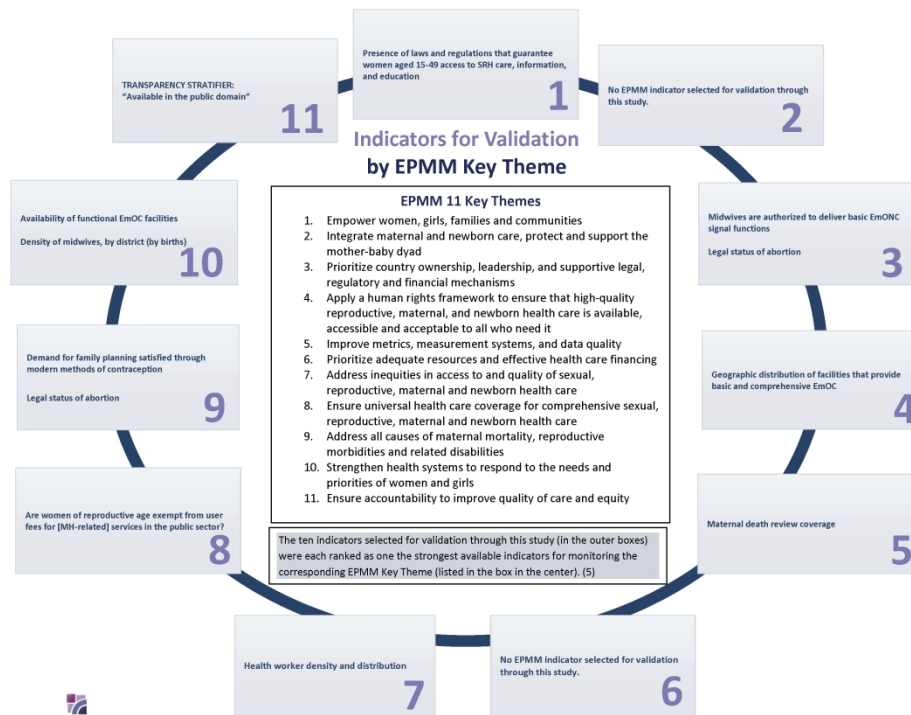 Presence of laws and regulations that guarantee
women aged 15-49 access to SRH care, information,
and education
1
No EPMM indicator selected for validation through
this study.
2
Midwives are authorized to deliver basic EmONC
signal functions
Legal status of abortion
3
Geographic distribution of facilities that provide
basic and comprehensive EmOC
4
Maternal death review coverage
5
No EPMM indicator selected for validation
through this study.
6
Health worker density and distribution
7
Are women of reproductive age exempt from user
fees for [MH-related] services in the public sector?
8
Demand for family planning satisfied through
modern methods of contraception
Legal status of abortion
9
Availability of functional EmOC facilities
Density of midwives, by district (by births)
10
TRANSPARENCY STRATIFIER:
“Available in the public domain”
11
Indicators for Validation
by EPMM Key Theme
EPMM 11 Key Themes
1. Empower women, girls, families and communities
2. Integrate maternal and newborn care, protect and support the
mother-baby dyad
3. Prioritize country ownership, leadership, and supportive legal,
regulatory and financial mechanisms
4. Apply a human rights framework to ensure that high-quality
reproductive, maternal, and newborn health care is available,
accessible and acceptable to all who need it
5. Improve metrics, measurement systems, and data quality
6. Prioritize adequate resources and effective health care financing
7. Address inequities in access to and quality of sexual,
reproductive, maternal and newborn health care
8. Ensure universal health care coverage for comprehensive sexual,
reproductive, maternal and newborn health care
9. Address all causes of maternal mortality, reproductive
morbidities and related disabilities
10. Strengthen health systems to respond to the needs and
priorities of women and girls
11. Ensure accountability to improve quality of care and equity
The ten indicators selected for validation through this study (in the outer boxes)
were each ranked as one the strongest available indicators for monitoring the
corresponding EPMM Key Theme (listed in the box in the center). (5)